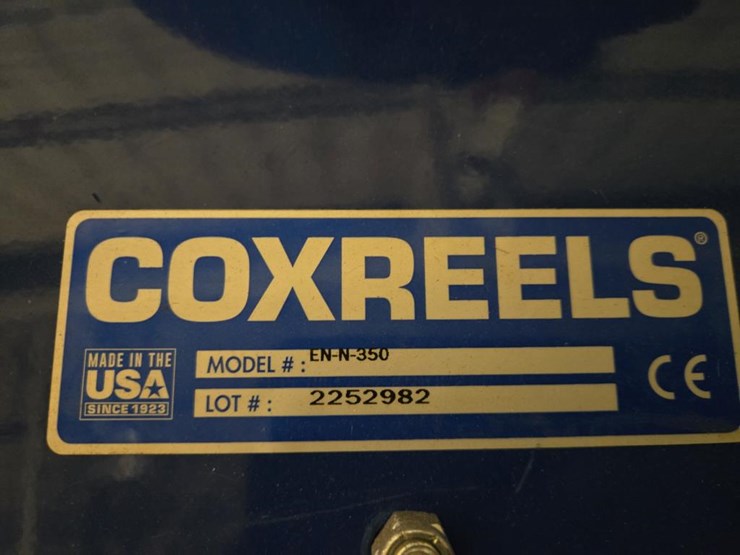 COXREELS®
MADE IN THE
USA
SINCE 1923
MODEL # : EN-N-350
LOT # : 2252982
CE